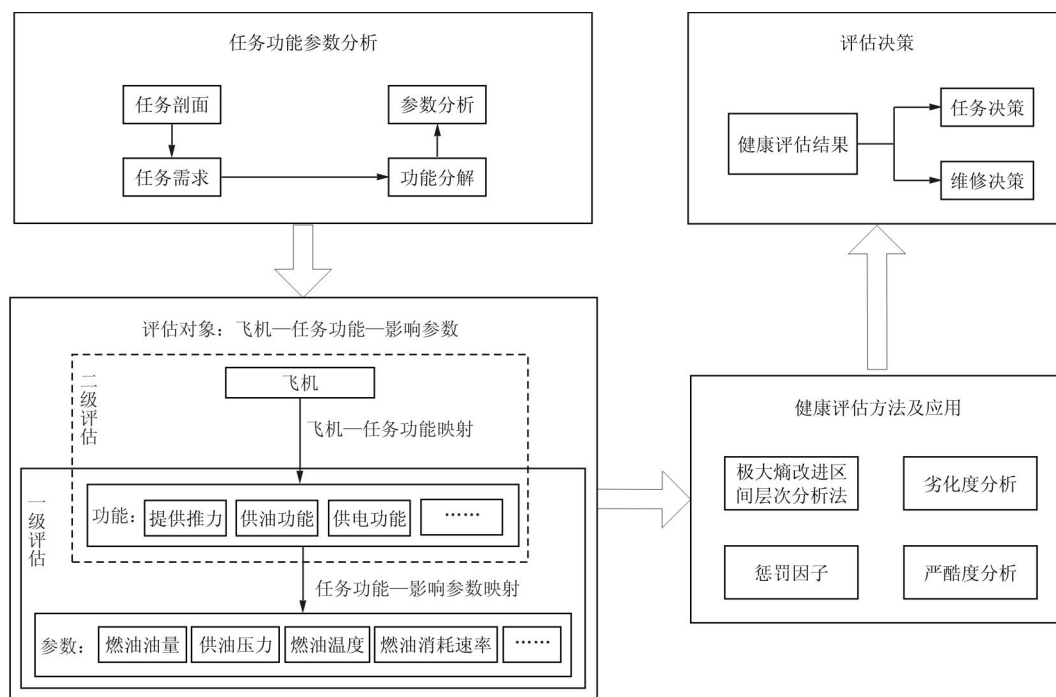 任务功能参数分析
任务剖面
参数分析
任务需求
功能分解
评估决策
健康评估结果
任务决策
维修决策
评估对象：飞机—任务功能—影响参数
二级评估
飞机
飞机—任务功能映射
一级评估
功能： 提供推力 供油功能 供电功能 ……
任务功能—影响参数映射
参数： 燃油油量 供油压力 燃油温度 燃油消耗速率 ……
健康评估方法及应用
极大熵改进区
间层次分析法
劣化度分析
惩罚因子
严酷度分析